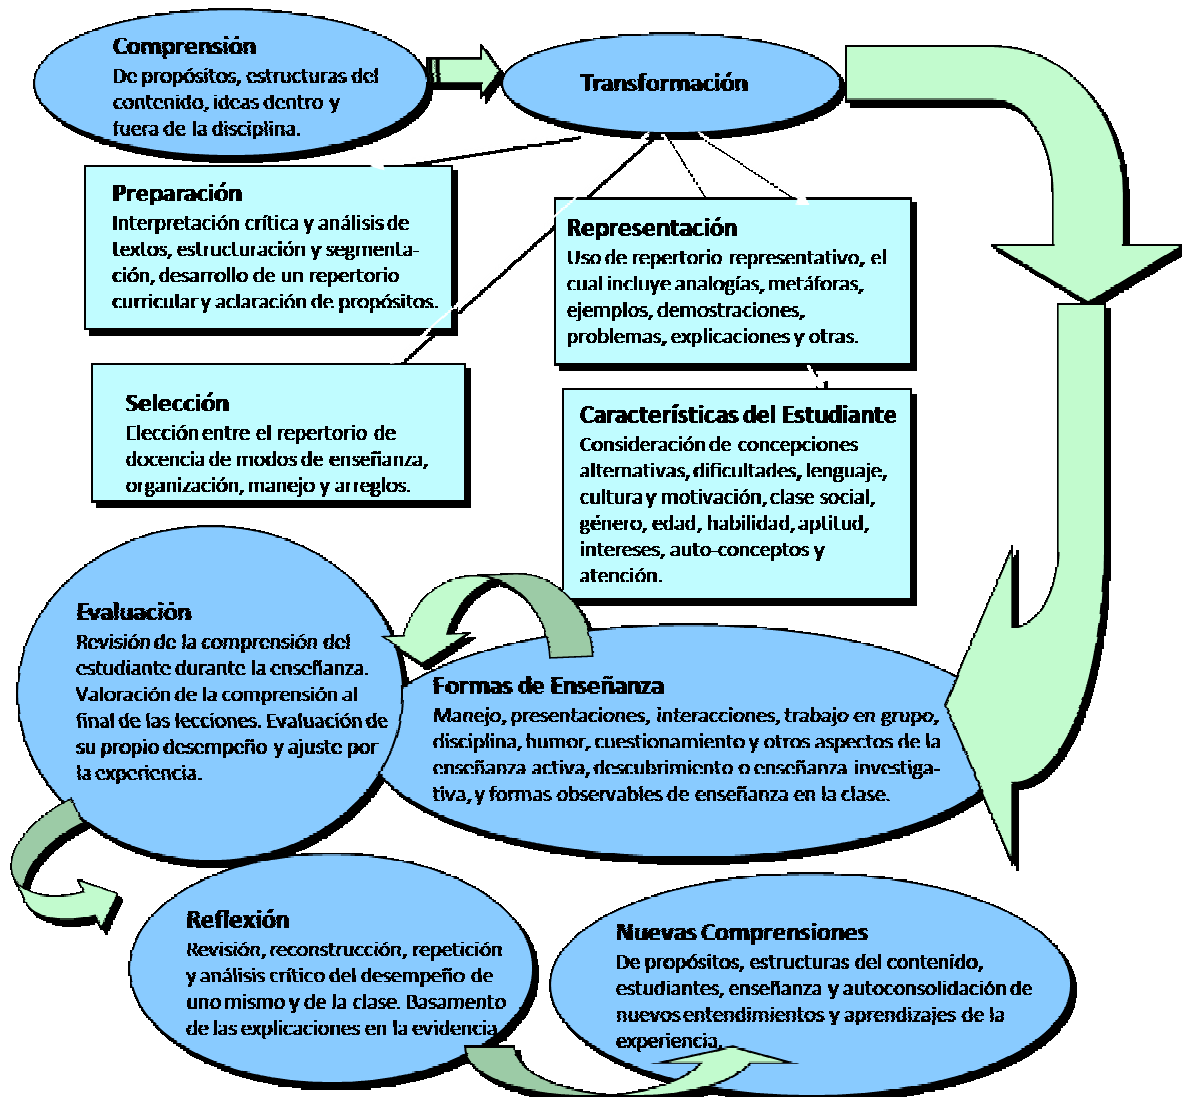 Comprensión
De propósitos, estructuras del
contenido, ideas dentro y
fuera de la disciplina.
Transformación
Preparación
Interpretación crítica y análisis de
textos, estructuración y segmenta-
ción, desarrollo de un repertorio
curricular y aclaración de propósitos.
Representación
Uso de repertorio representativo, el
cual incluye analogías, metáforas,
ejemplos, demostraciones,
problemas, explicaciones y otras.
Selección
Elección entre el repertorio de
docencia de modos de enseñanza,
organización, manejo y arreglos.
Características del Estudiante
Consideración de concepciones
alternativas, dificultades, lenguaje,
cultura y motivación, clase social,
género, edad, habilidad, aptitud,
intereses, auto-conceptos y
atención.
Evaluación
Revisión de la comprensión del
estudiante durante la enseñanza.
Valoración de la comprensión al
final de las lecciones. Evaluación de
su propio desempeño y ajuste por
la experiencia.
Formas de Enseñanza
Manejo, presentaciones, interacciones, trabajo en grupo,
disciplina, humor, cuestionamiento y otros aspectos de la
enseñanza activa, descubrimiento o enseñanza investiga-
tiva, y formas observables de enseñanza en la clase.
Reflexión
Revisión, reconstrucción, repetición
y análisis crítico del desempeño de
uno mismo y de la clase. Basamento
de las explicaciones en la evidencia
Nuevas Comprensiones
De propósitos, estructuras del contenido,
estudiantes, enseñanza y autoconsolidación de
nuevos entendimientos y aprendizajes de la
experiencia.